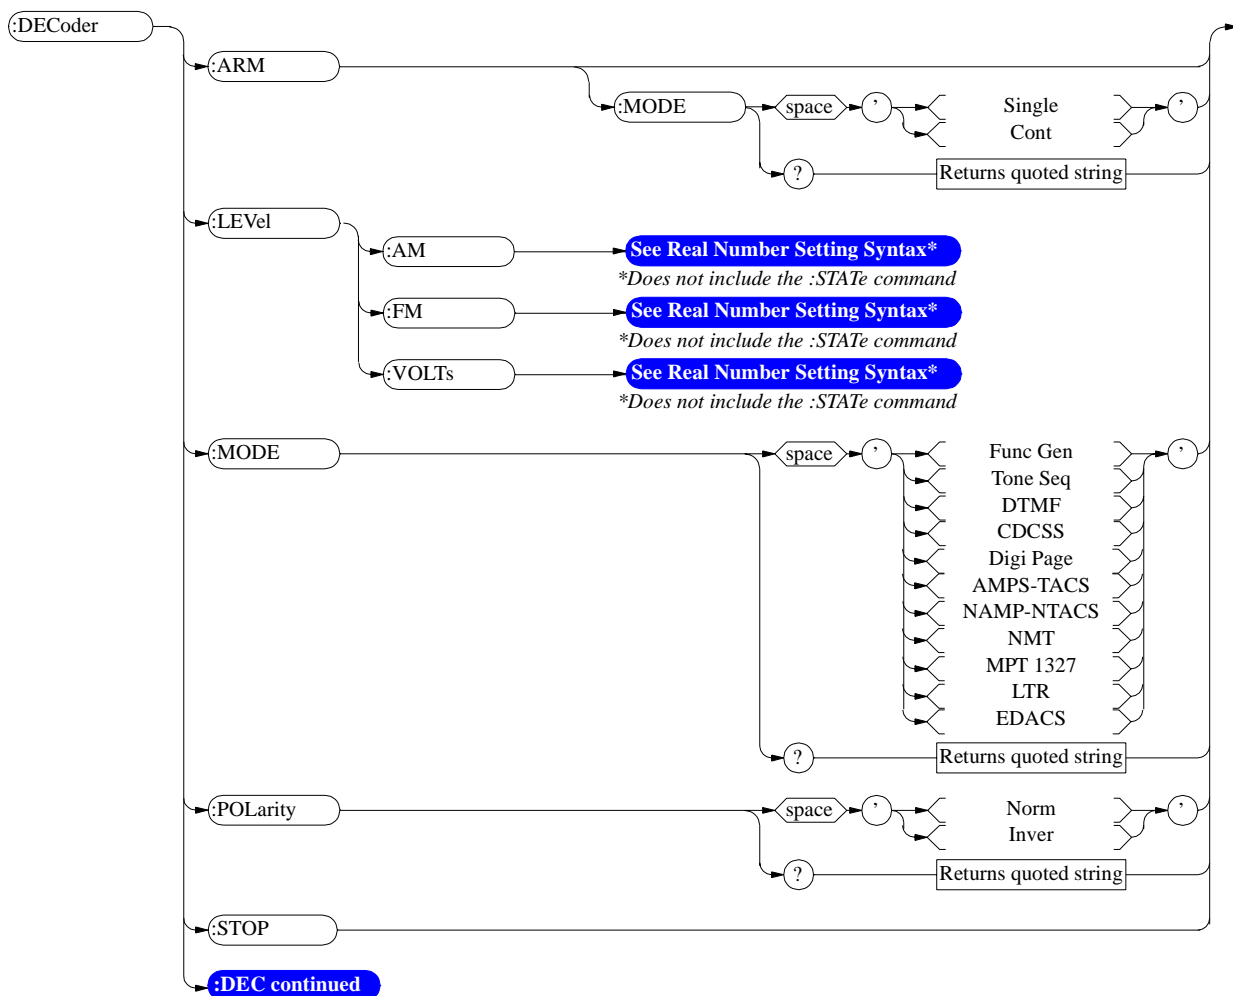 :DECoder
:ARM
:MODE
space
'
Single
'
Cont
?
Returns quoted string
:LEVel
:AM
See Real Number Setting Syntax*
*Does not include the :STATe command
:FM
See Real Number Setting Syntax*
*Does not include the :STATe command
:VOLTs
See Real Number Setting Syntax*
*Does not include the :STATe command
:MODE
space
'
Func Gen
'
Tone Seq
DTMF
CDCSS
Digi Page
AMPS-TACS
NAMP-NTACS
NMT
MPT 1327
LTR
EDACS
?
Returns quoted string
:POLarity
space
'
Norm
'
Inver
?
Returns quoted string
:STOP
:DEC continued